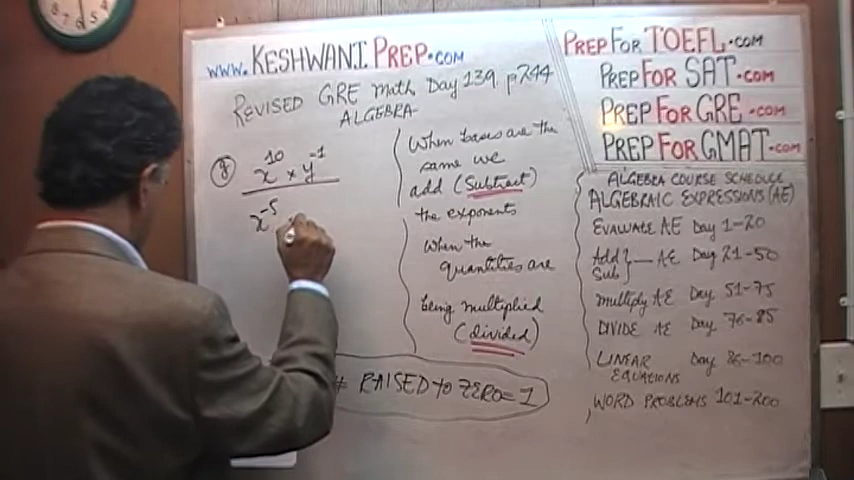 www.KESHWANI PREP.COM
REVISED GRE Math Day 139 p244
ALGEBRA
8
x^10 × y^-1
x^-5
When bases are the
same we
add (Subtract)
the exponents
When the
quantities are
being multiplied
(divided)
# RAISED to ZERO = 1
PREP FOR TOEFL.COM
PREP FOR SAT.COM
PREP FOR GRE.COM
PREP FOR GMAT.COM
ALGEBRA COURSE SCHEDULE
ALGEBRAIC EXPRESSIONS (AE)
EVALUATE AE Day 1-20
Add
Sub } — AE Day 21-50
Multiply AE Day 51-75
DIVIDE AE Day 76-85
LINEAR Day 86-100
EQUATIONS
WORD PROBLEMS 101-200